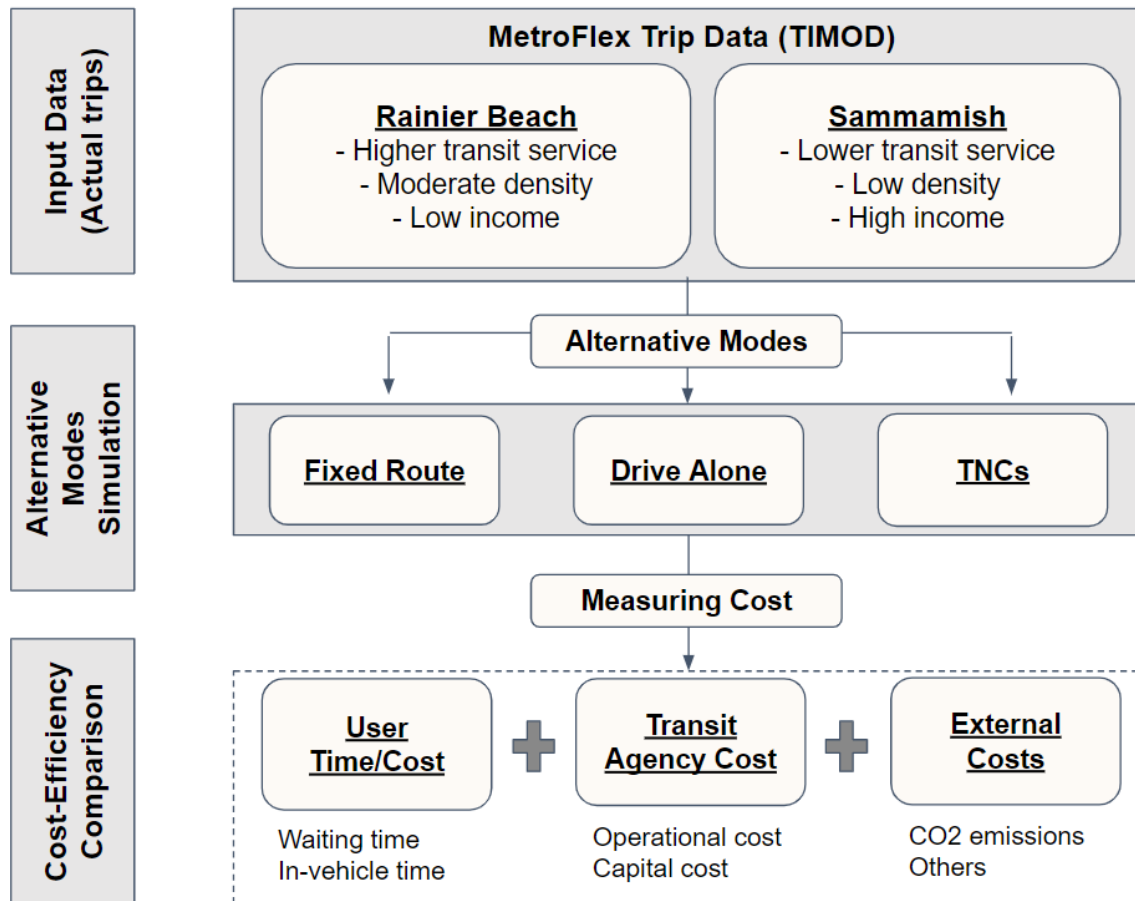 Input Data
(Actual trips)
MetroFlex Trip Data (TIMOD)
Rainier Beach
- Higher transit service
- Moderate density
- Low income
Sammamish
- Lower transit service
- Low density
- High income
Alternative Modes
Alternative
Modes
Simulation
Fixed Route
Drive Alone
TNCs
Measuring Cost
Cost-Efficiency
Comparison
User
Time/Cost
Transit
Agency Cost
External
Costs
Waiting time
In-vehicle time
Operational cost
Capital cost
CO2 emissions
Others